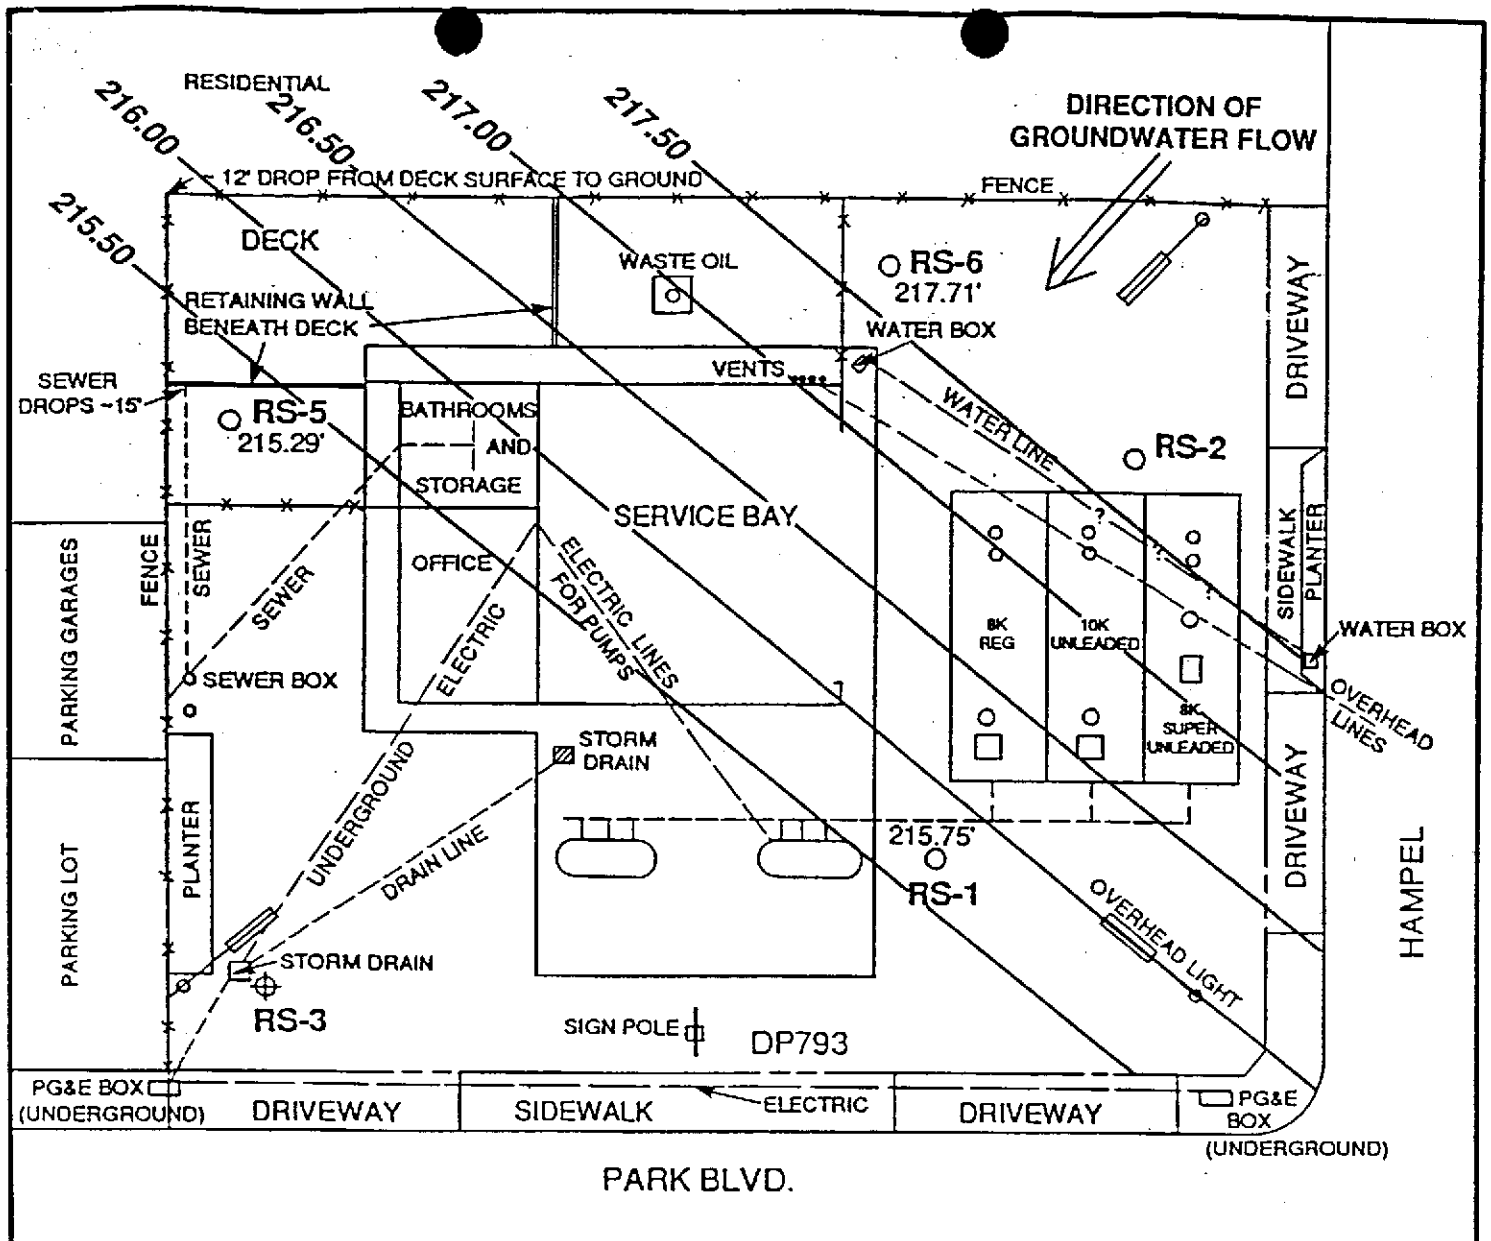 RESIDENTIAL
216.00
216.50
217.00
217.50
215.50
DIRECTION OF
GROUNDWATER FLOW
12' DROP FROM DECK SURFACE TO GROUND
FENCE
DECK
WASTE OIL
RS-6
217.71'
RETAINING WALL
BENEATH DECK
WATER BOX
DRIVEWAY
SEWER
DROPS ~15'
VENTS
RS-5
215.29'
BATHROOMS
AND
STORAGE
WATER LINE
RS-2
SERVICE BAY
?
?
SIDEWALK
PLANTER
FENCE
SEWER
SEWER
OFFICE
ELECTRIC LINES
FOR PUMPS
PARKING GARAGES
8K
REG
10K
UNLEADED
WATER BOX
SEWER BOX
UNDERGROUND ELECTRIC
8K
SUPER
UNLEADED
OVERHEAD
LINES
STORM
DRAIN
PLANTER
DRAIN LINE
215.75'
RS-1
DRIVEWAY
HAMPEL
PARKING LOT
OVERHEAD LIGHT
STORM DRAIN
RS-3
SIGN POLE
DP793
PG&E BOX
(UNDERGROUND)
DRIVEWAY
SIDEWALK
ELECTRIC
DRIVEWAY
PG&E
BOX
(UNDERGROUND)
PARK BLVD.